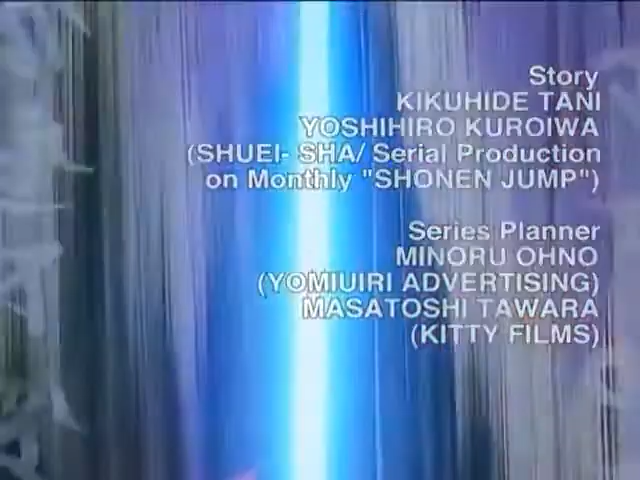 Story
KIKUHIDE TANI
YOSHIHIRO KUROIWA
(SHUEI- SHA/ Serial Production
on Monthly "SHONEN JUMP")
Series Planner
MINORU OHNO
(YOMIUIRI ADVERTISING)
MASATOSHI TAWARA
(KITTY FILMS)